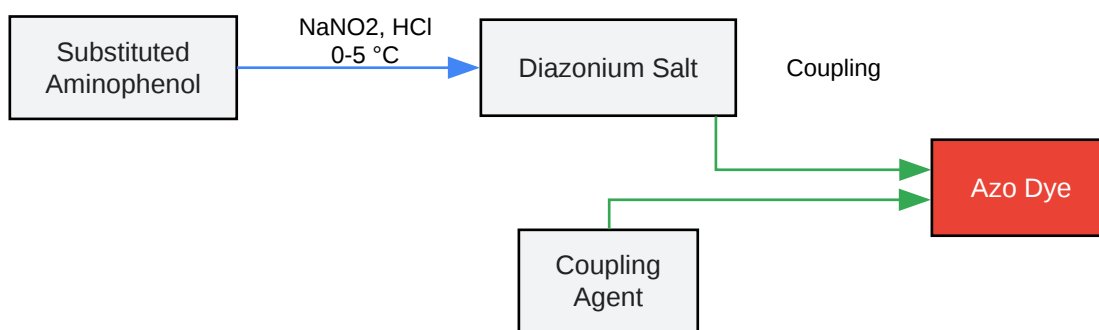 Substituted
Aminophenol
NaNO2, HCl
0-5 °C
Diazonium Salt
Coupling
Azo Dye
Coupling
Agent